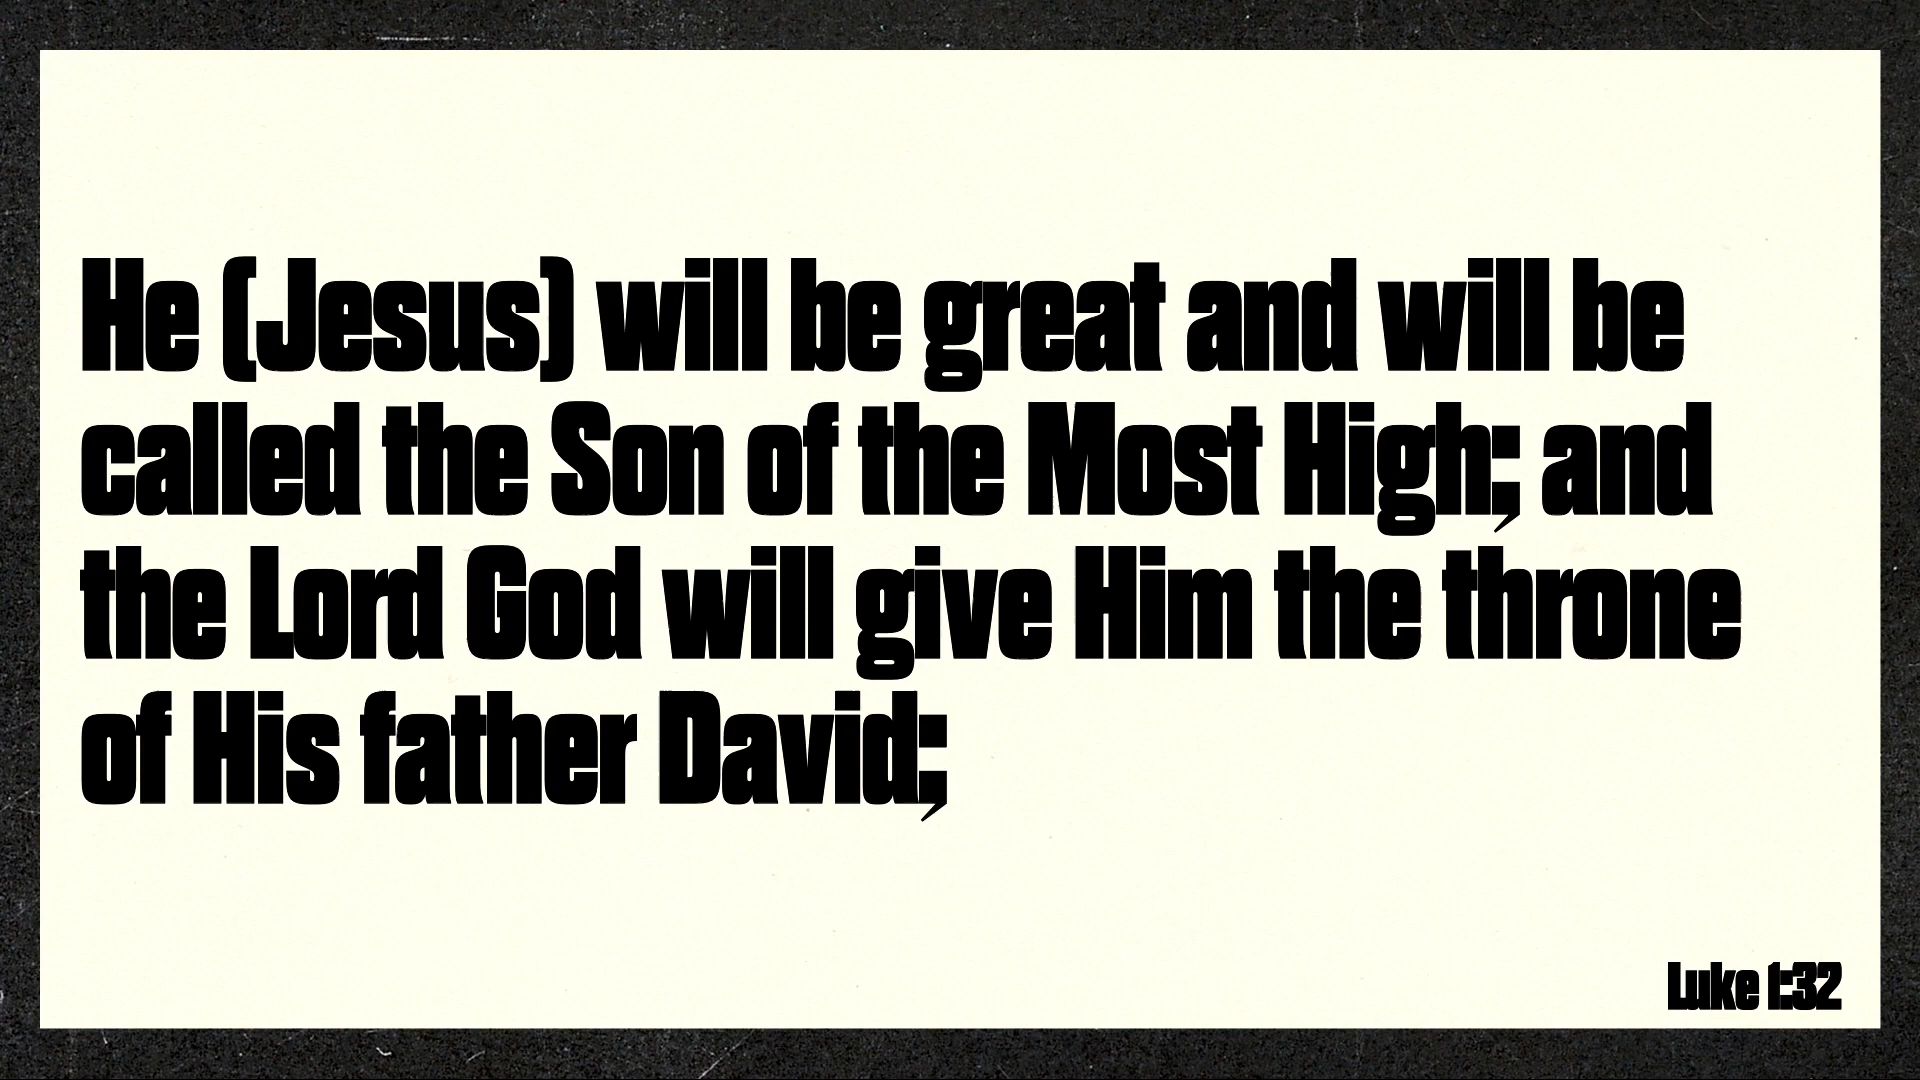 He (Jesus) will be great and will be
called the Son of the Most High; and
the Lord God will give Him the throne
of His father David;
Luke 1:32